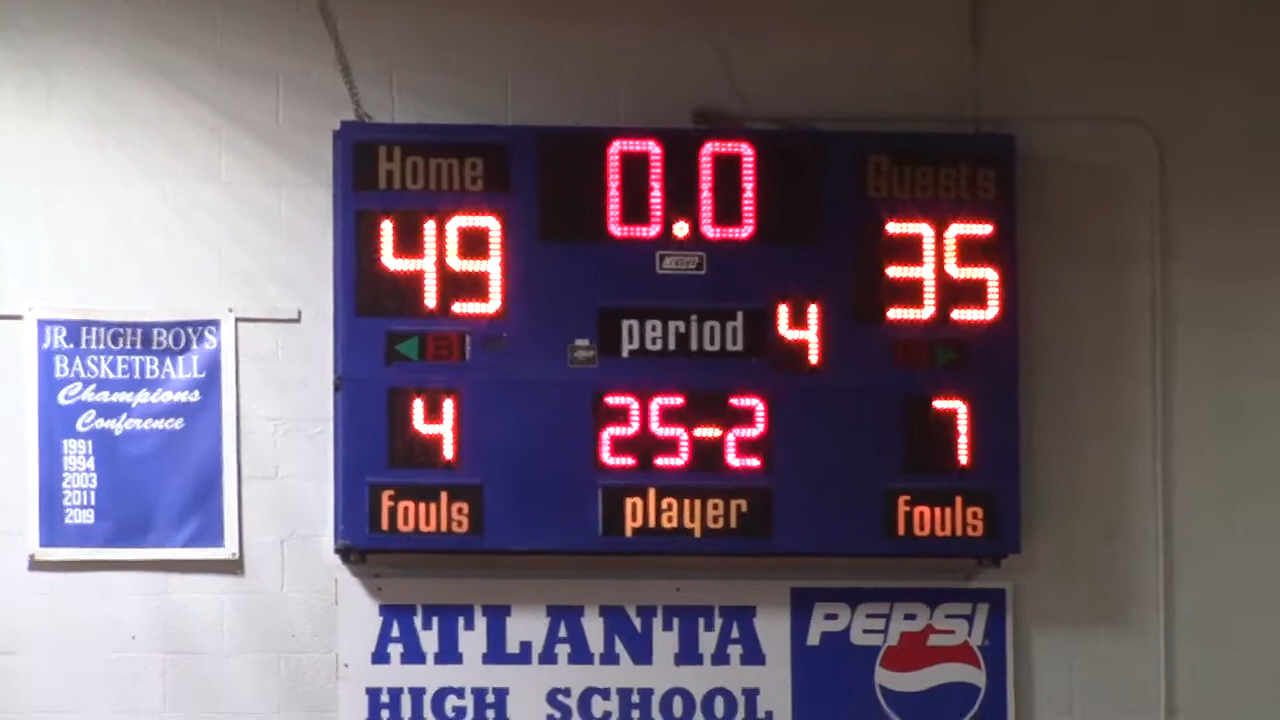 JR. HIGH BOYS
BASKETBALL
Champions
Conference
1991
1994
2003
2011
2019
Home
0.0
Guests
49
35
period 4
4
25-2
7
fouls
player
fouls
ATLANTA
HIGH SCHOOL
PEPSI